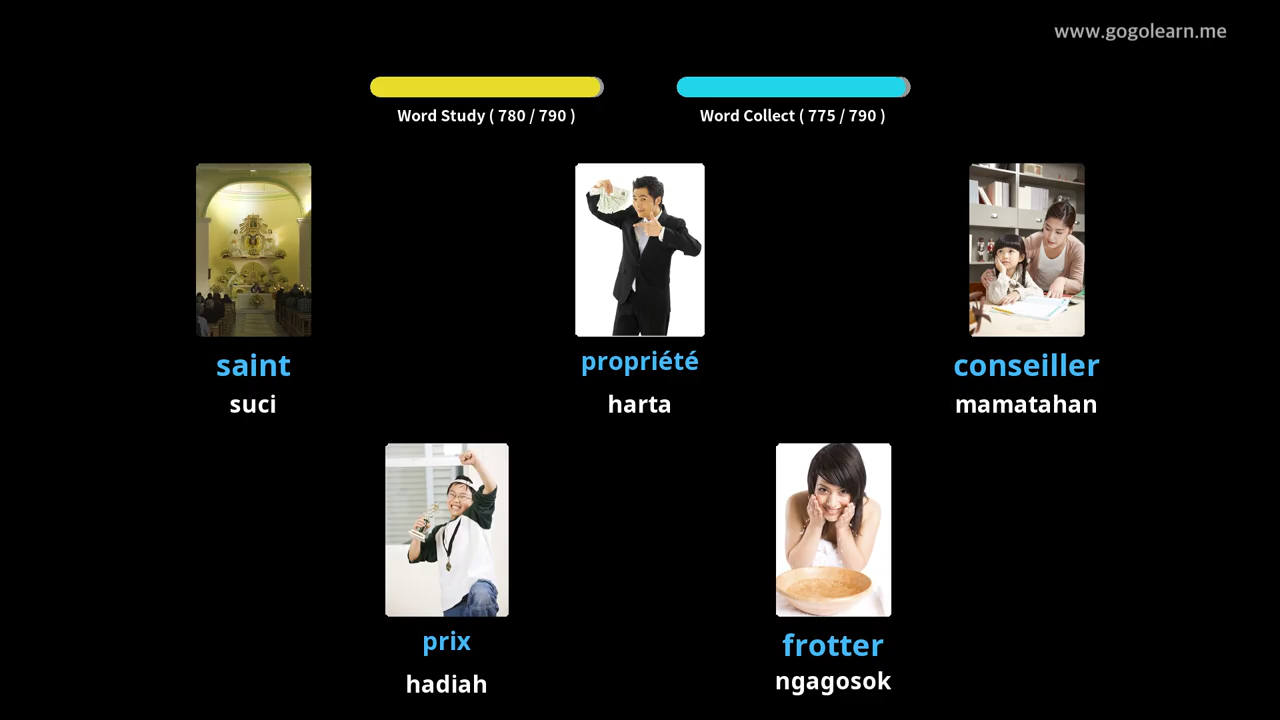 www.gogolearn.me
Word Study ( 780 / 790 )
Word Collect ( 775 / 790 )
saint
suci
propriété
harta
conseiller
mamatahan
prix
hadiah
frotter
ngagosok